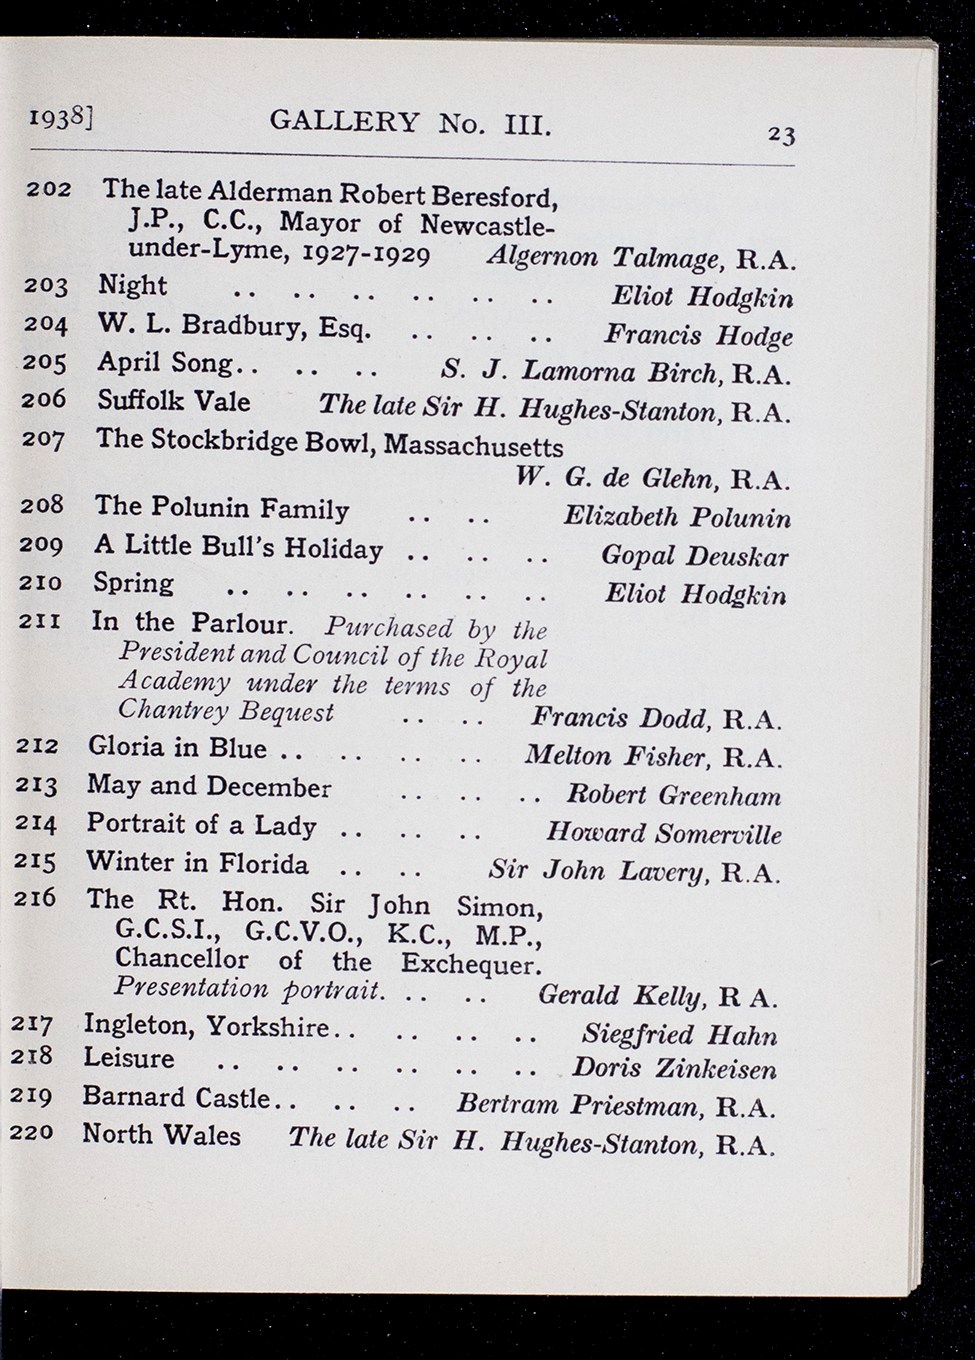 1938] GALLERY No. III. 23
202 The late Alderman Robert Beresford,
J.P., C.C., Mayor of Newcastle-
under-Lyme, 1927-1929 Algernon Talmage, R.A.
203 Night .. .. .. .. .. .. Eliot Hodgkin
204 W. L. Bradbury, Esq. .. .. .. Francis Hodge
205 April Song.. .. .. S. J. Lamorna Birch, R.A.
206 Suffolk Vale The late Sir H. Hughes-Stanton, R.A.
207 The Stockbridge Bowl, Massachusetts
W. G. de Glehn, R.A.
208 The Polunin Family .. .. Elizabeth Polunin
209 A Little Bull's Holiday .. .. .. Gopal Deuskar
210 Spring .. .. .. .. .. .. Eliot Hodgkin
211 In the Parlour. Purchased by the
President and Council of the Royal
Academy under the terms of the
Chantrey Bequest .. .. Francis Dodd, R.A.
212 Gloria in Blue .. .. .. .. Melton Fisher, R.A.
213 May and December .. .. .. Robert Greenham
214 Portrait of a Lady .. .. .. Howard Somerville
215 Winter in Florida .. .. Sir John Lavery, R.A.
216 The Rt. Hon. Sir John Simon,
G.C.S.I., G.C.V.O., K.C., M.P.,
Chancellor of the Exchequer.
Presentation portrait. .. .. Gerald Kelly, R A.
217 Ingleton, Yorkshire.. .. .. .. Siegfried Hahn
218 Leisure .. .. .. .. .. .. Doris Zinkeisen
219 Barnard Castle.. .. .. Bertram Priestman, R.A.
220 North Wales The late Sir H. Hughes-Stanton, R.A.